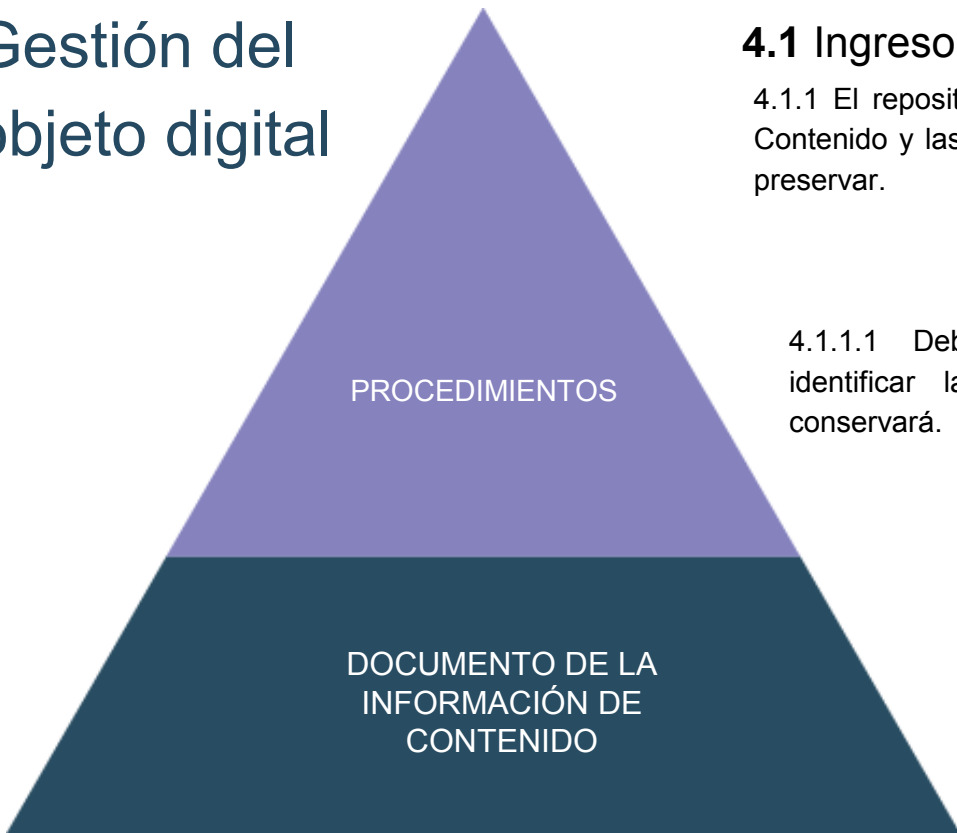 Gestión del
objeto digital
4.1 Ingreso
4.1.1 El reposit
Contenido y las
preservar.
4.1.1.1 Deb
identificar la
conservará.
PROCEDIMIENTOS
DOCUMENTO DE LA
INFORMACIÓN DE
CONTENIDO